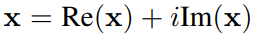 x = Re(x) + iIm(x)